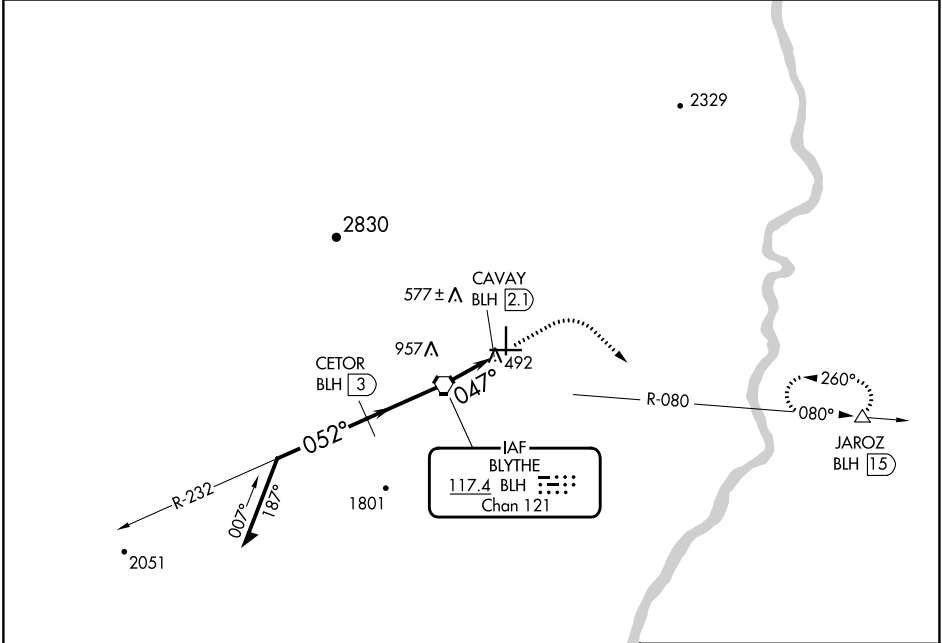 2329
2830
CAVAY
577 ± BLH 2.1
957
492
CETOR
BLH 3
047°
052°
260°
R-080
080°
JAROZ
BLH 15
IAF
BLYTHE
117.4 BLH
Chan 121
R-232
007°
187°
1801
2051